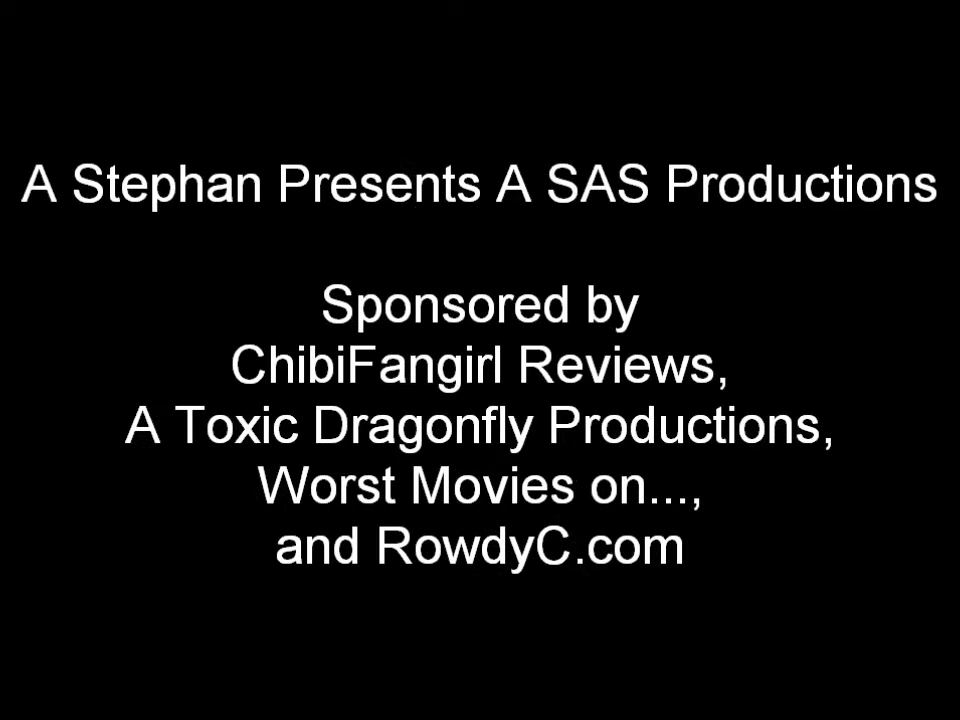 A Stephan Presents A SAS Productions
Sponsored by
ChibiFangirl Reviews,
A Toxic Dragonfly Productions,
Worst Movies on...,
and RowdyC.com